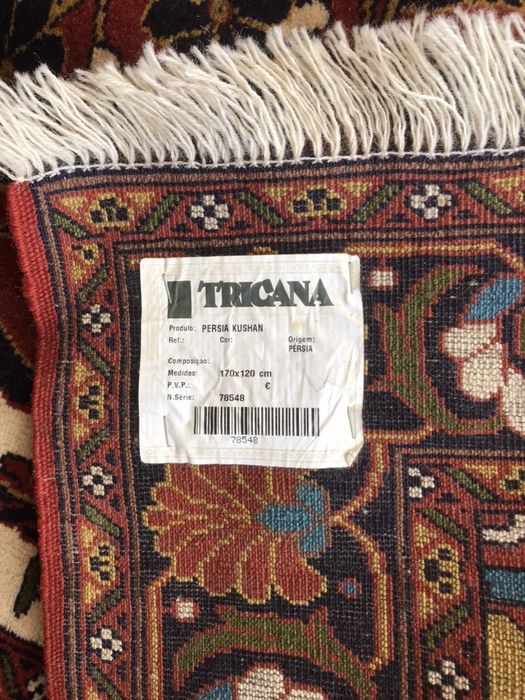 TRICANA
Produto: PERSIA KUSHAN
Ref.: Cor: Origem:
PERSIA
Composição:
Medidas: 170x120 cm
P.V.P.: €
N.Série: 78548
78548